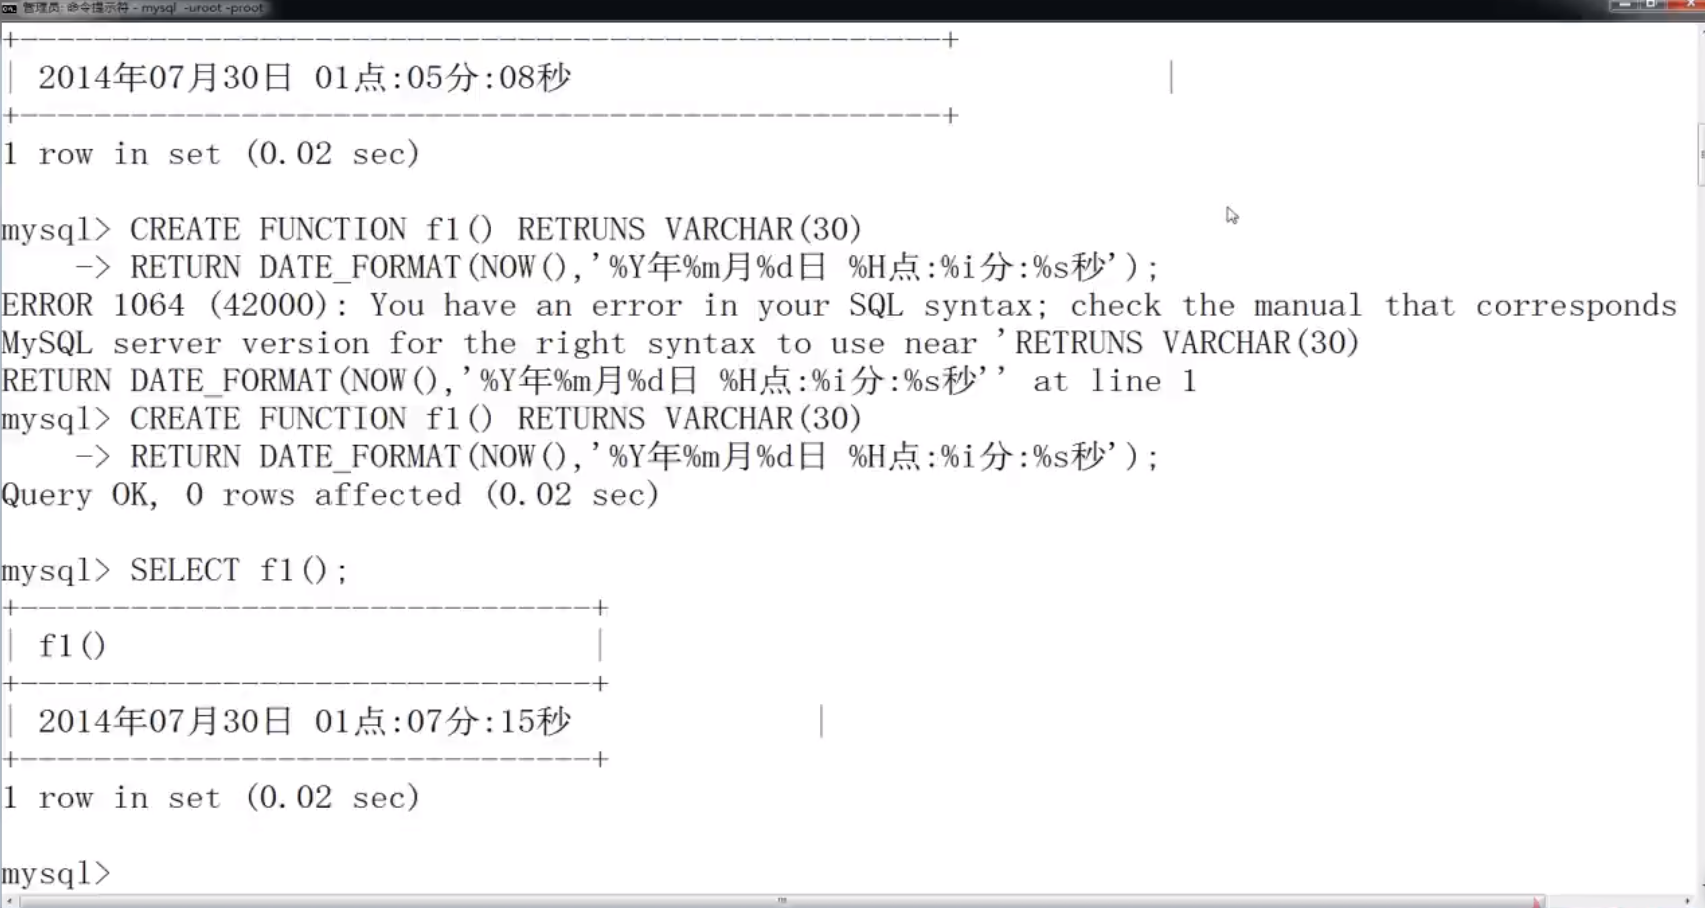 管理员: 命令提示符 - mysql -uroot -proot
+--------------------------------------------------+
| 2014年07月30日 01点:05分:08秒 |
+--------------------------------------------------+
1 row in set (0.02 sec)
mysql> CREATE FUNCTION f1() RETRUNS VARCHAR(30)
-> RETURN DATE_FORMAT(NOW(),'%Y年%m月%d日 %H点:%i分:%s秒');
ERROR 1064 (42000): You have an error in your SQL syntax; check the manual that corresponds
MySQL server version for the right syntax to use near 'RETRUNS VARCHAR(30)
RETURN DATE_FORMAT(NOW(),'%Y年%m月%d日 %H点:%i分:%s秒'' at line 1
mysql> CREATE FUNCTION f1() RETURNS VARCHAR(30)
-> RETURN DATE_FORMAT(NOW(),'%Y年%m月%d日 %H点:%i分:%s秒');
Query OK, 0 rows affected (0.02 sec)
mysql> SELECT f1();
+-------------------------------+
| f1() |
+-------------------------------+
| 2014年07月30日 01点:07分:15秒 |
+-------------------------------+
1 row in set (0.02 sec)
mysql>